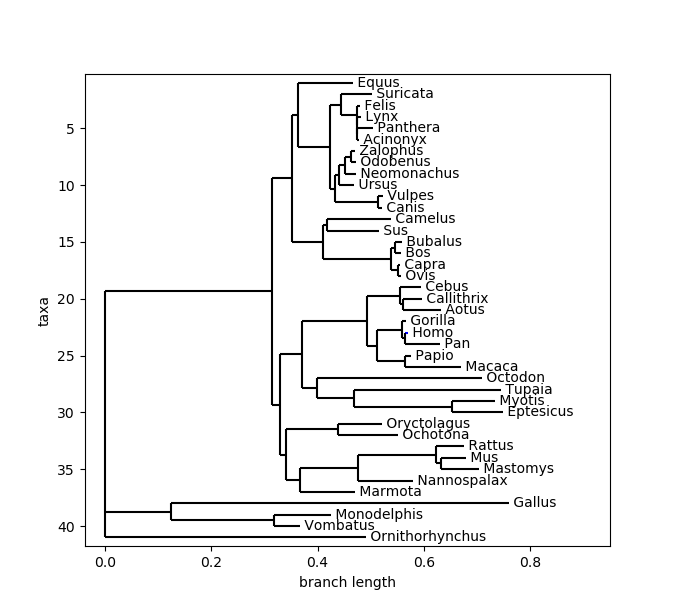 Equus
Suricata
Felis
Lynx
5
Panthera
Acinonyx
Zalophus
Odobenus
Neomonachus
10
Ursus
Vulpes
Canis
Camelus
Sus
15
Bubalus
Bos
Capra
Ovis
Cebus
20
Callithrix
Aotus
Gorilla
taxa
Homo
Pan
25
Papio
Macaca
Octodon
Tupaia
Myotis
30
Eptesicus
Oryctolagus
Ochotona
Rattus
Mus
35
Mastomys
Nannospalax
Marmota
Gallus
Monodelphis
40
Vombatus
Ornithorhynchus
0.0 0.2 0.4 0.6 0.8
branch length